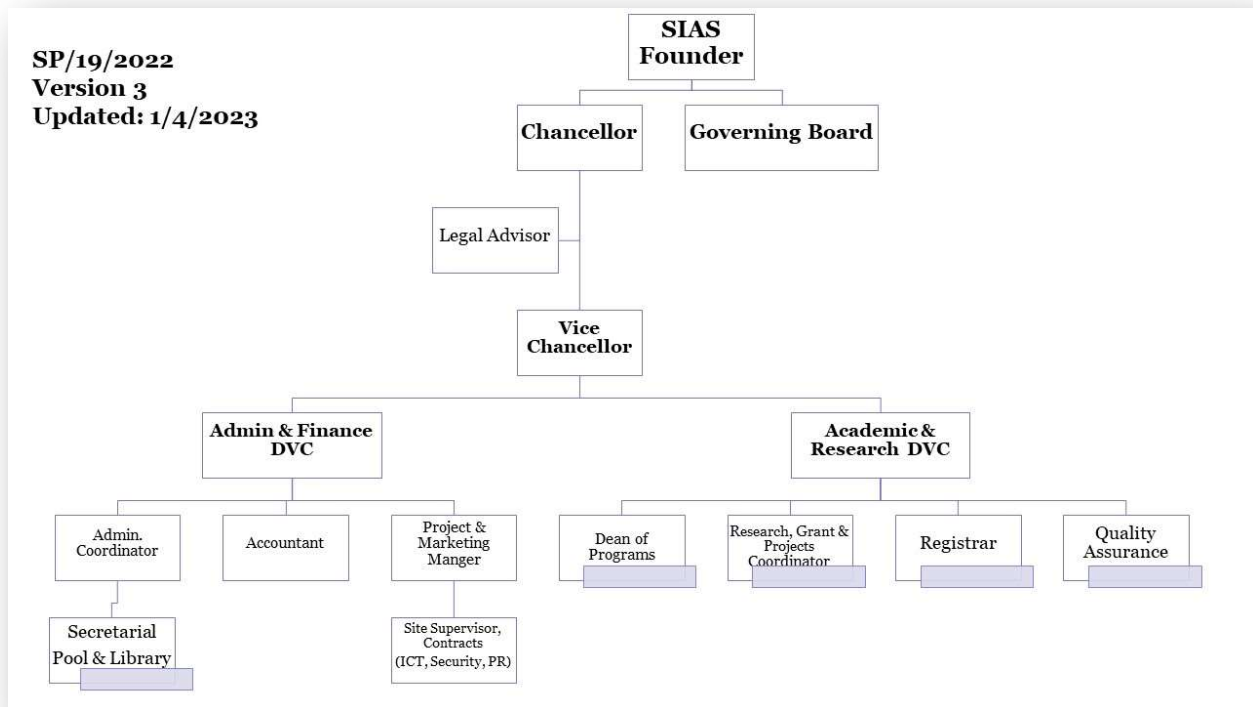 SP/19/2022
Version 3
Updated: 1/4/2023
SIAS
Founder
Chancellor
Governing Board
Legal Advisor
Vice
Chancellor
Admin & Finance
DVC
Academic &
Research DVC
Admin.
Coordinator
Accountant
Project &
Marketing
Manger
Dean of
Programs
Research, Grant &
Projects
Coordinator
Registrar
Quality
Assurance
Secretarial
Pool & Library
Site Supervisor,
Contracts
(ICT, Security, PR)